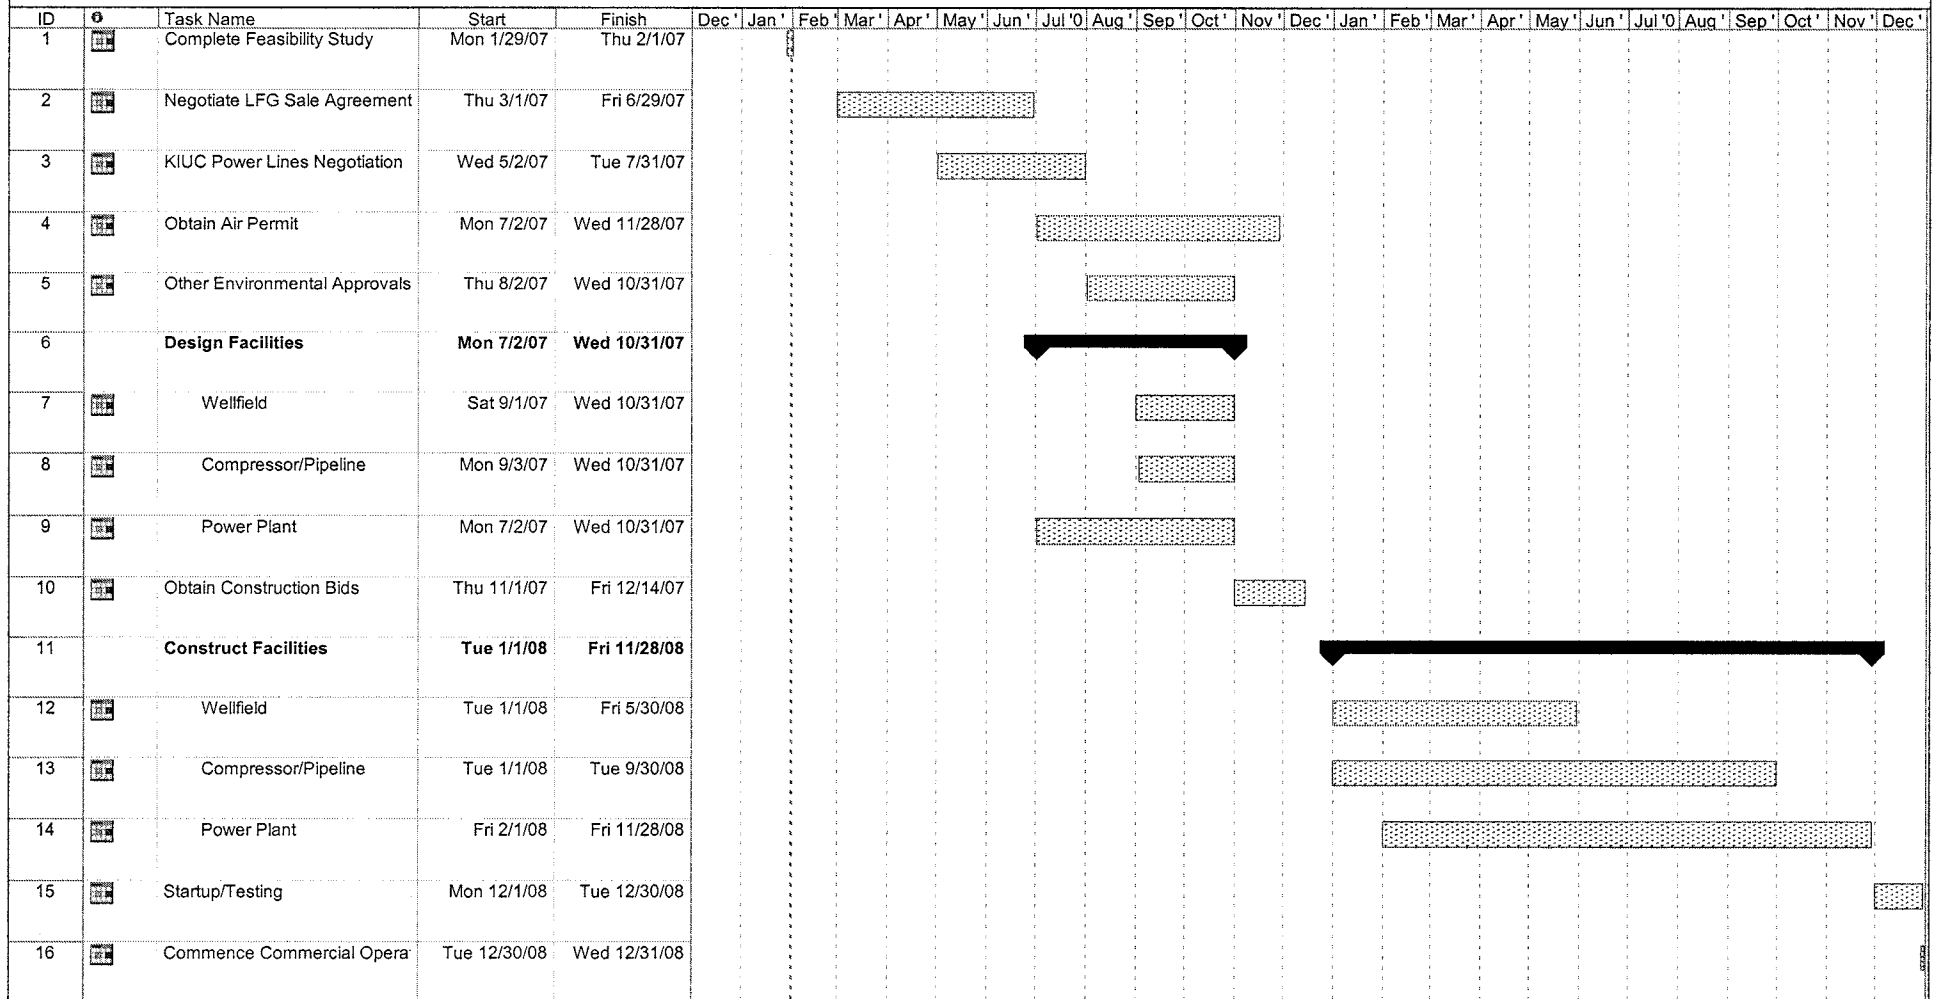 ID Task Name Start Finish Dec ' Jan ' Feb ' Mar ' Apr ' May ' Jun ' Jul '0 Aug ' Sep ' Oct ' Nov ' Dec ' Jan ' Feb ' Mar ' Apr ' May ' Jun ' Jul '0 Aug ' Sep ' Oct ' Nov ' Dec '
1 Complete Feasibility Study Mon 1/29/07 Thu 2/1/07
2 Negotiate LFG Sale Agreement Thu 3/1/07 Fri 6/29/07
3 KIUC Power Lines Negotiation Wed 5/2/07 Tue 7/31/07
4 Obtain Air Permit Mon 7/2/07 Wed 11/28/07
5 Other Environmental Approvals Thu 8/2/07 Wed 10/31/07
6 Design Facilities Mon 7/2/07 Wed 10/31/07
7 Wellfield Sat 9/1/07 Wed 10/31/07
8 Compressor/Pipeline Mon 9/3/07 Wed 10/31/07
9 Power Plant Mon 7/2/07 Wed 10/31/07
10 Obtain Construction Bids Thu 11/1/07 Fri 12/14/07
11 Construct Facilities Tue 1/1/08 Fri 11/28/08
12 Wellfield Tue 1/1/08 Fri 5/30/08
13 Compressor/Pipeline Tue 1/1/08 Tue 9/30/08
14 Power Plant Fri 2/1/08 Fri 11/28/08
15 Startup/Testing Mon 12/1/08 Tue 12/30/08
16 Commence Commercial Opera Tue 12/30/08 Wed 12/31/08